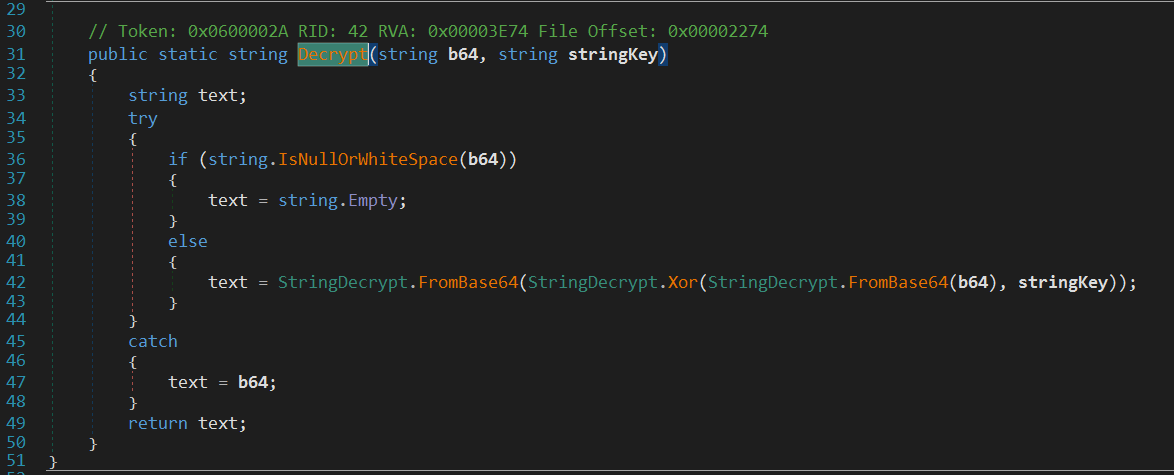 29
30 // Token: 0x0600002A RID: 42 RVA: 0x00003E74 File Offset: 0x00002274
31 public static string Decrypt(string b64, string stringKey)
32 {
33 string text;
34 try
35 {
36 if (string.IsNullOrWhiteSpace(b64))
37 {
38 text = string.Empty;
39 }
40 else
41 {
42 text = StringDecrypt.FromBase64(StringDecrypt.Xor(StringDecrypt.FromBase64(b64), stringKey));
43 }
44 }
45 catch
46 {
47 text = b64;
48 }
49 return text;
50 }
51 }